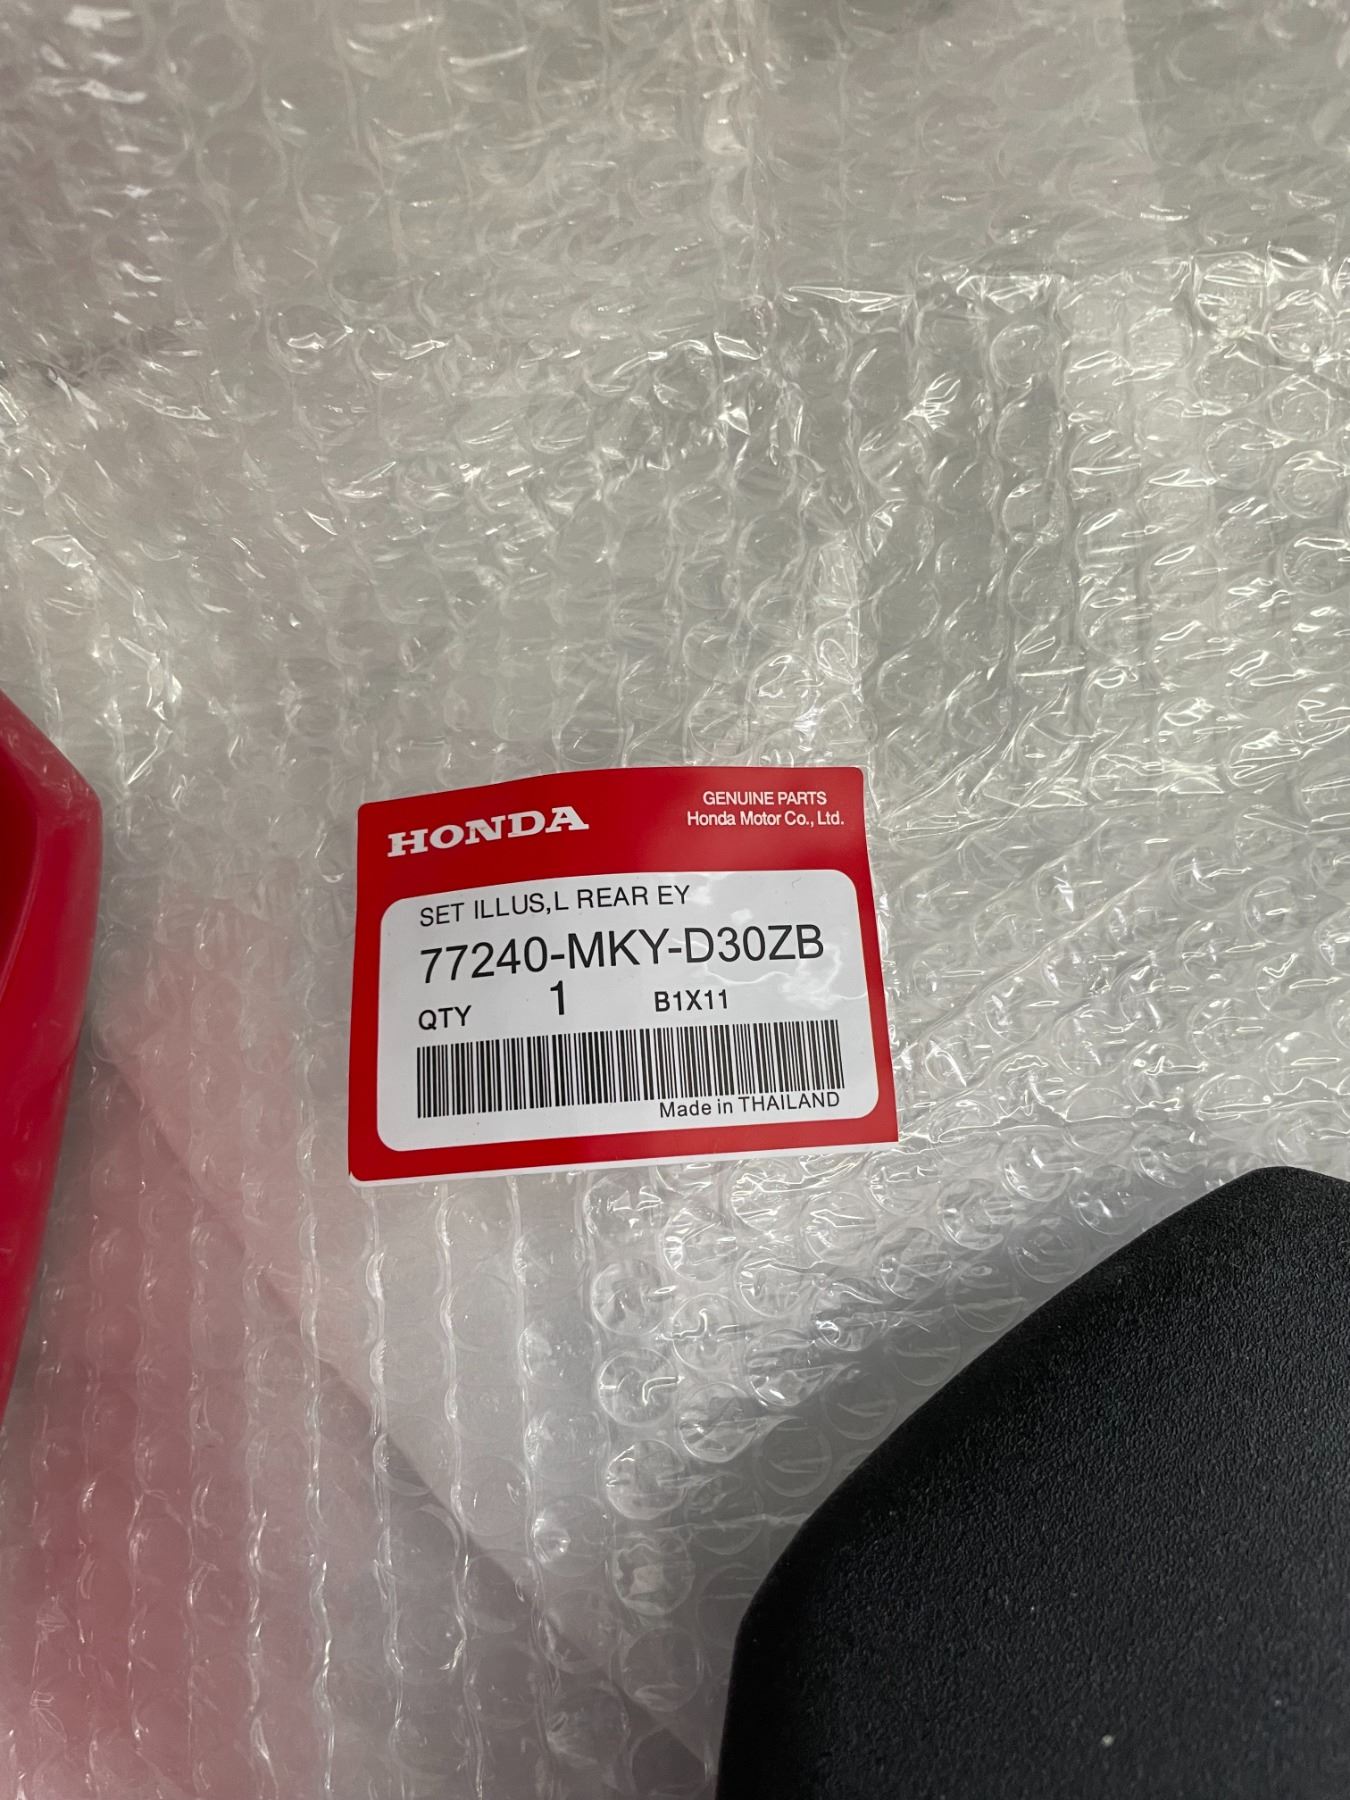 HONDA
GENUINE PARTS
Honda Motor Co., Ltd.
SET ILLUS,L REAR EY
77240-MKY-D30ZB
QTY 1 B1X11
Made in THAILAND